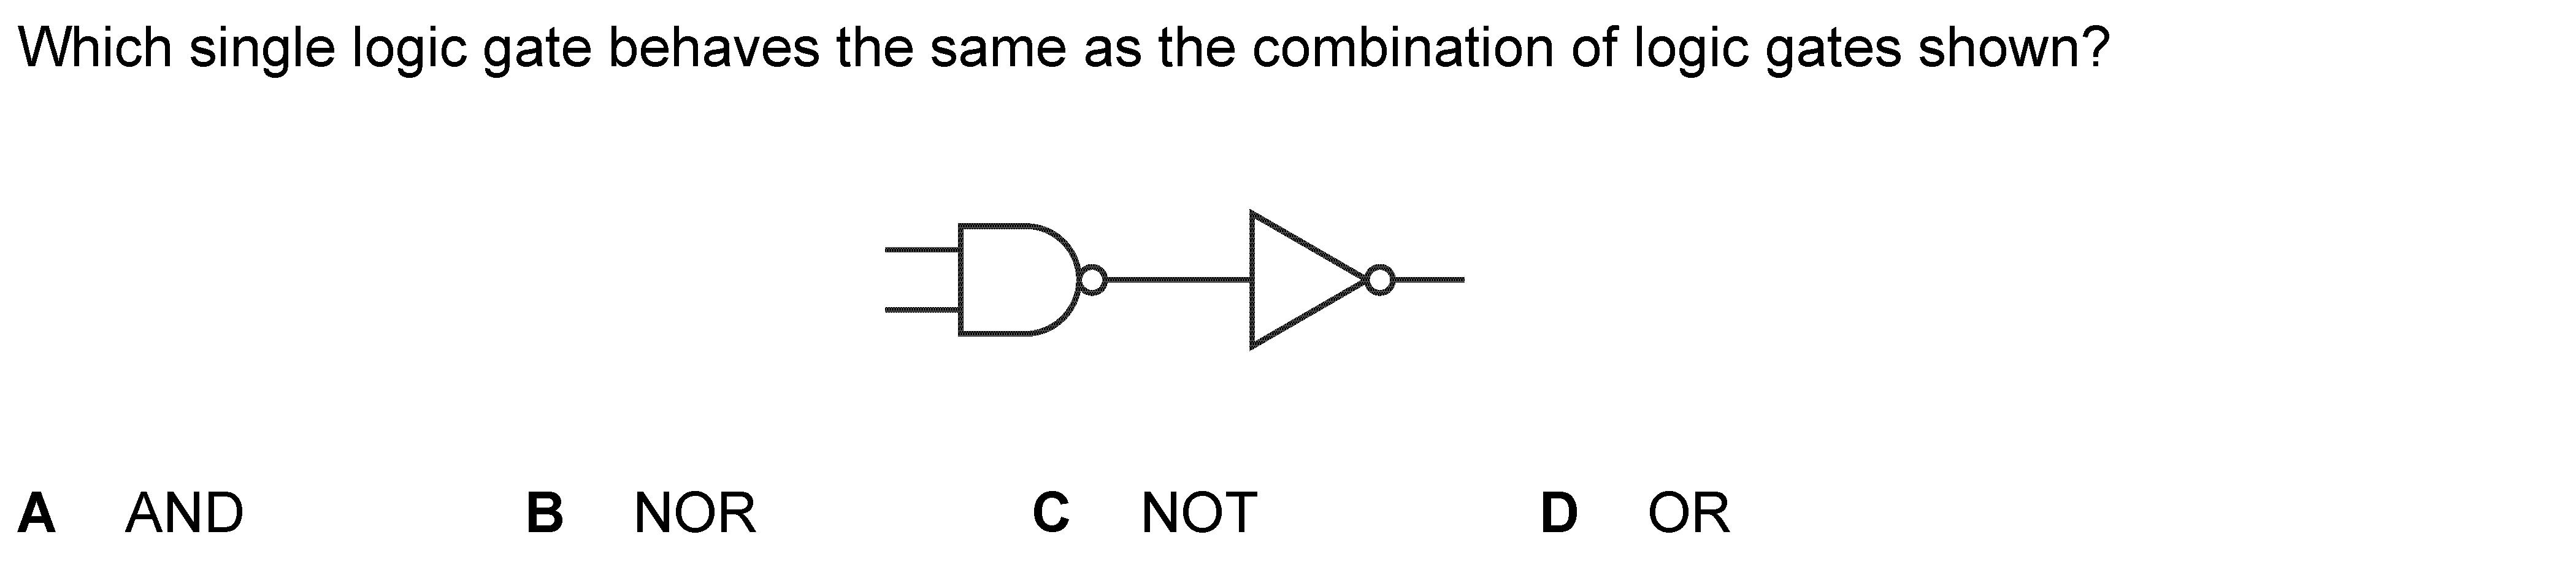 Which single logic gate behaves the same as the combination of logic gates shown?
A AND B NOR C NOT D OR